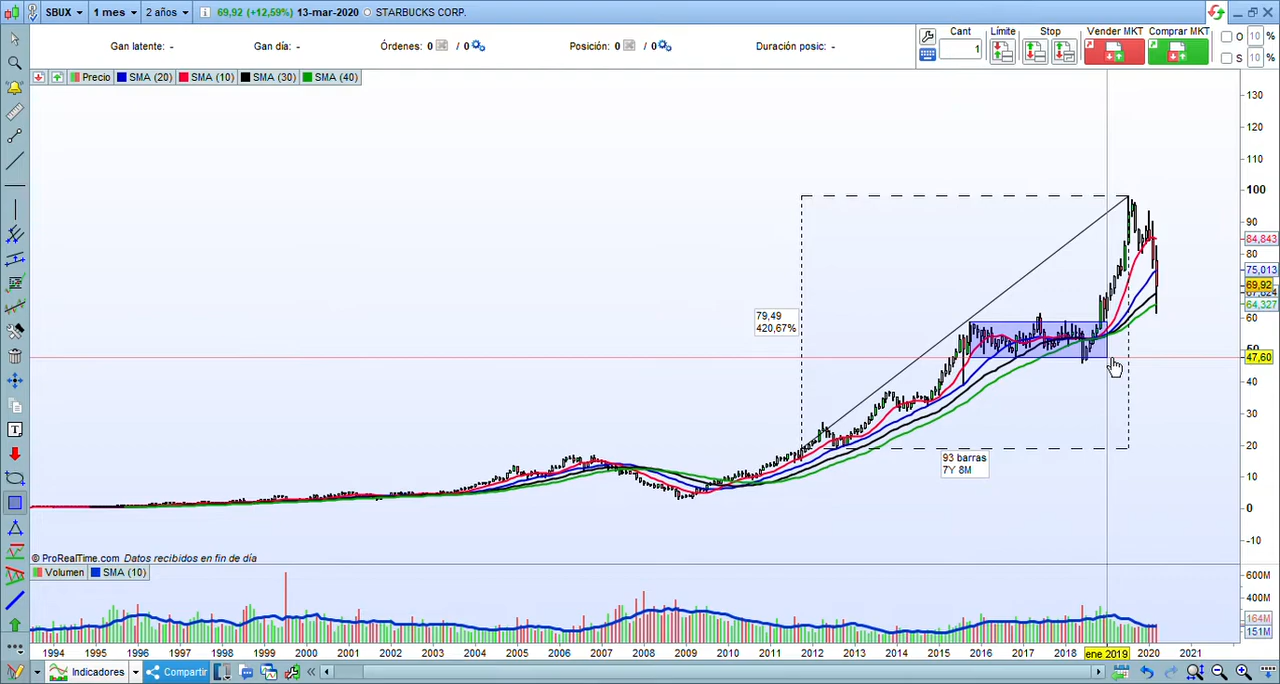 SBUX 1 mes 2 años 69,92 (+12,59%) 13-mar-2020 STARBUCKS CORP.
Gan latente: - Gan día: - Órdenes: 0 / 0 Posición: 0 / 0 Duración posic: -
Cant Límite Stop Vender MKT Comprar MKT O 10 %
1 S 10 %
Precio SMA (20) SMA (10) SMA (30) SMA (40)
130
120
110
100
90
84,843
80
75,013
69,92
64,327
60
50
47,60
40
30
20
10
0
-10
79,49
420,67%
93 barras
7Y 8M
© ProRealTime.com Datos recibidos en fin de día
Volumen SMA (10)
600M
400M
164M
151M
1994 1995 1996 1997 1998 1999 2000 2001 2002 2003 2004 2005 2006 2007 2008 2009 2010 2011 2012 2013 2014 2015 2016 2017 2018 ene 2019 2020 2021
Indicadores Compartir